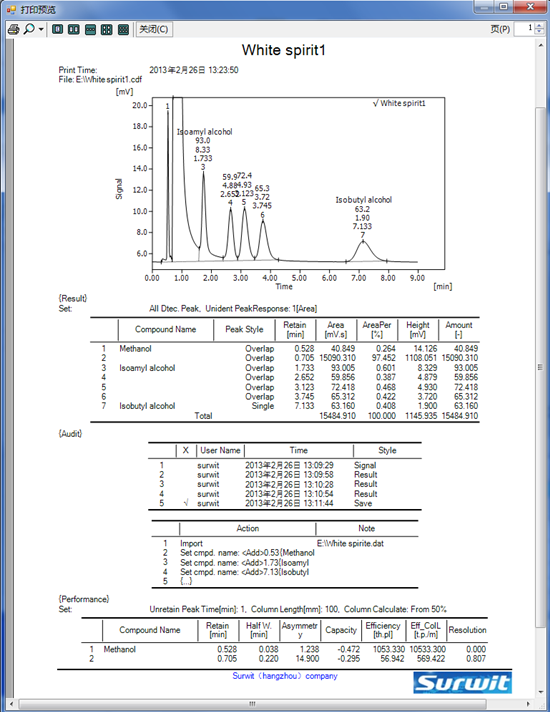 打印预览
关闭(C)
页(P) 1
White spirit1
Print Time: 2013年2月26日 13:23:50
File: E:\White spirit1.cdf
[mV]
√ White spirit1
20.0
18.0
16.0
14.0
12.0
10.0
8.0
6.0
Signal
1
Isoamyl alcohol
93.0
8.33
1.733
3
59.9
4.88
2.652
4
72.4
4.93
3.123
5
65.3
3.72
3.745
6
Isobutyl alcohol
63.2
1.90
7.133
7
0.00 1.00 2.00 3.00 4.00 5.00 6.00 7.00 8.00 9.00
Time [min]
{Result}
Set: All Dtec. Peak, Unident PeakResponse: 1[Area]
Compound Name Peak Style Retain [min] Area [mV.s] AreaPer [%] Height [mV] Amount [-]
1 Methanol Overlap 0.528 40.849 0.264 14.126 40.849
2 Overlap 0.705 15090.310 97.452 1108.051 15090.310
3 Isoamyl alcohol Overlap 1.733 93.005 0.601 8.329 93.005
4 Overlap 2.652 59.856 0.387 4.879 59.856
5 Overlap 3.123 72.418 0.468 4.930 72.418
6 Overlap 3.745 65.312 0.422 3.720 65.312
7 Isobutyl alcohol Single 7.133 63.160 0.408 1.900 63.160
Total 15484.910 100.000 1145.935 15484.910
{Audit}
X User Name Time Style
1 surwit 2013年2月26日 13:09:29 Signal
2 surwit 2013年2月26日 13:09:58 Result
3 surwit 2013年2月26日 13:10:28 Result
4 surwit 2013年2月26日 13:10:54 Result
5 √ surwit 2013年2月26日 13:11:44 Save
Action Note
1 Import E:\White spirite.dat
2 Set cmpd. name: <Add>0.53{Methanol
3 Set cmpd. name: <Add>1.73{Isoamyl
4 Set cmpd. name: <Add>7.13{Isobutyl
5 {...}
{Performance}
Set: Unretain Peak Time[min]: 1, Column Length[mm]: 100, Column Calculate: From 50%
Compound Name Retain [min] Half W. [min] Asymmetry Capacity Efficiency [th.pl] Eff_ColL [t.p./m] Resolution
1 Methanol 0.528 0.038 1.238 -0.472 1053.330 10533.300 0.000
2 0.705 0.220 14.900 -0.295 56.942 569.422 0.807
Surwit（hangzhou）company
Surwit